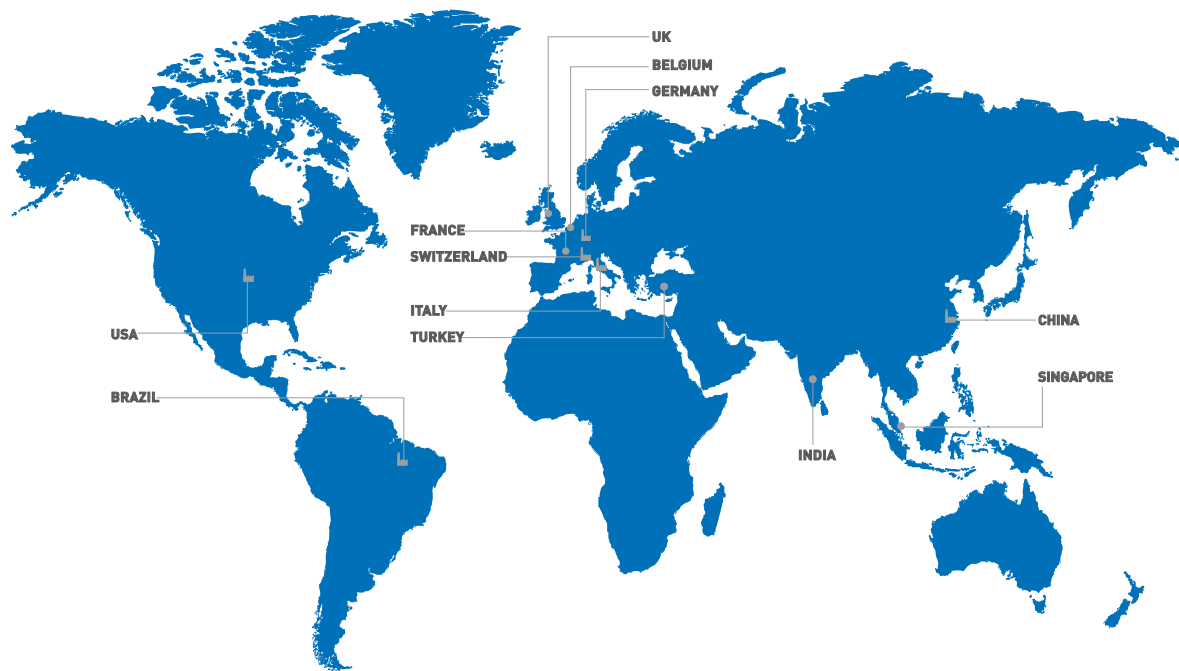 UK
BELGIUM
GERMANY
FRANCE
SWITZERLAND
ITALY
TURKEY
USA
BRAZIL
CHINA
SINGAPORE
INDIA